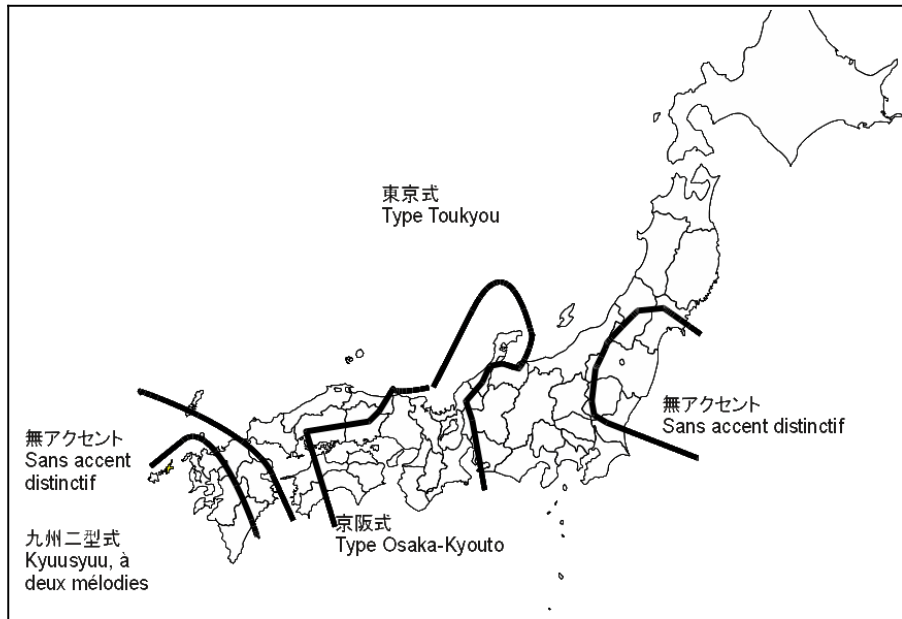 東京式
Type Toukyou
無アクセント
Sans accent distinctif
無アクセント
Sans accent
distinctif
京阪式
Type Osaka-Kyouto
九州二型式
Kyuusyuu, à
deux mélodies